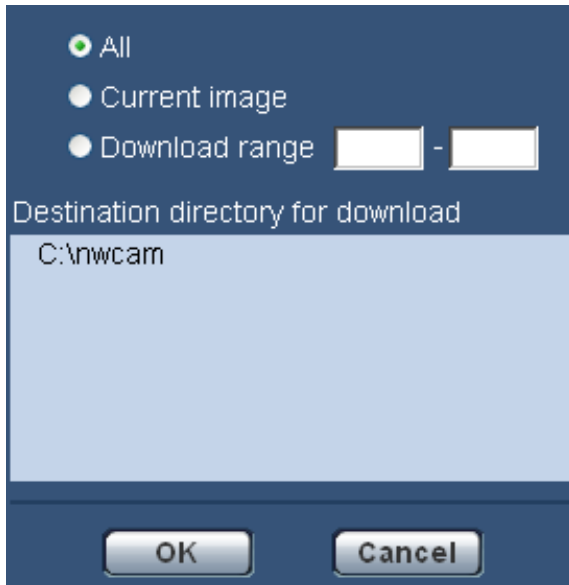 All
Current image
Download range -
Destination directory for download
C:\nwcam
OK Cancel